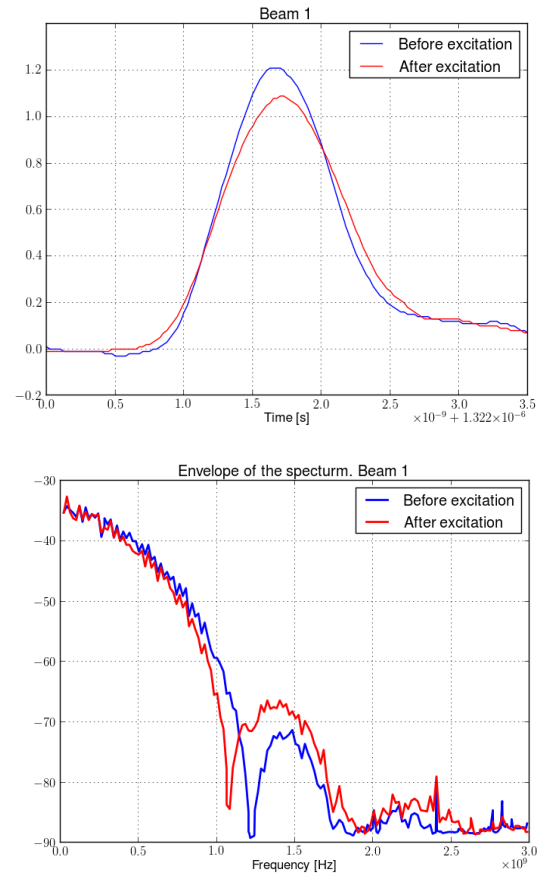 Beam 1
Before excitation
After excitation
1.2
1.0
0.8
0.6
0.4
0.2
0.0
−0.2
0.0 0.5 1.0 1.5 2.0 2.5 3.0 3.5
Time [s]
×10⁻⁹ + 1.322×10⁻⁶
Envelope of the specturm. Beam 1
Before excitation
After excitation
−30
−40
−50
−60
−70
−80
−90
0.0 0.5 1.0 1.5 2.0 2.5 3.0
Frequency [Hz]
×10⁹